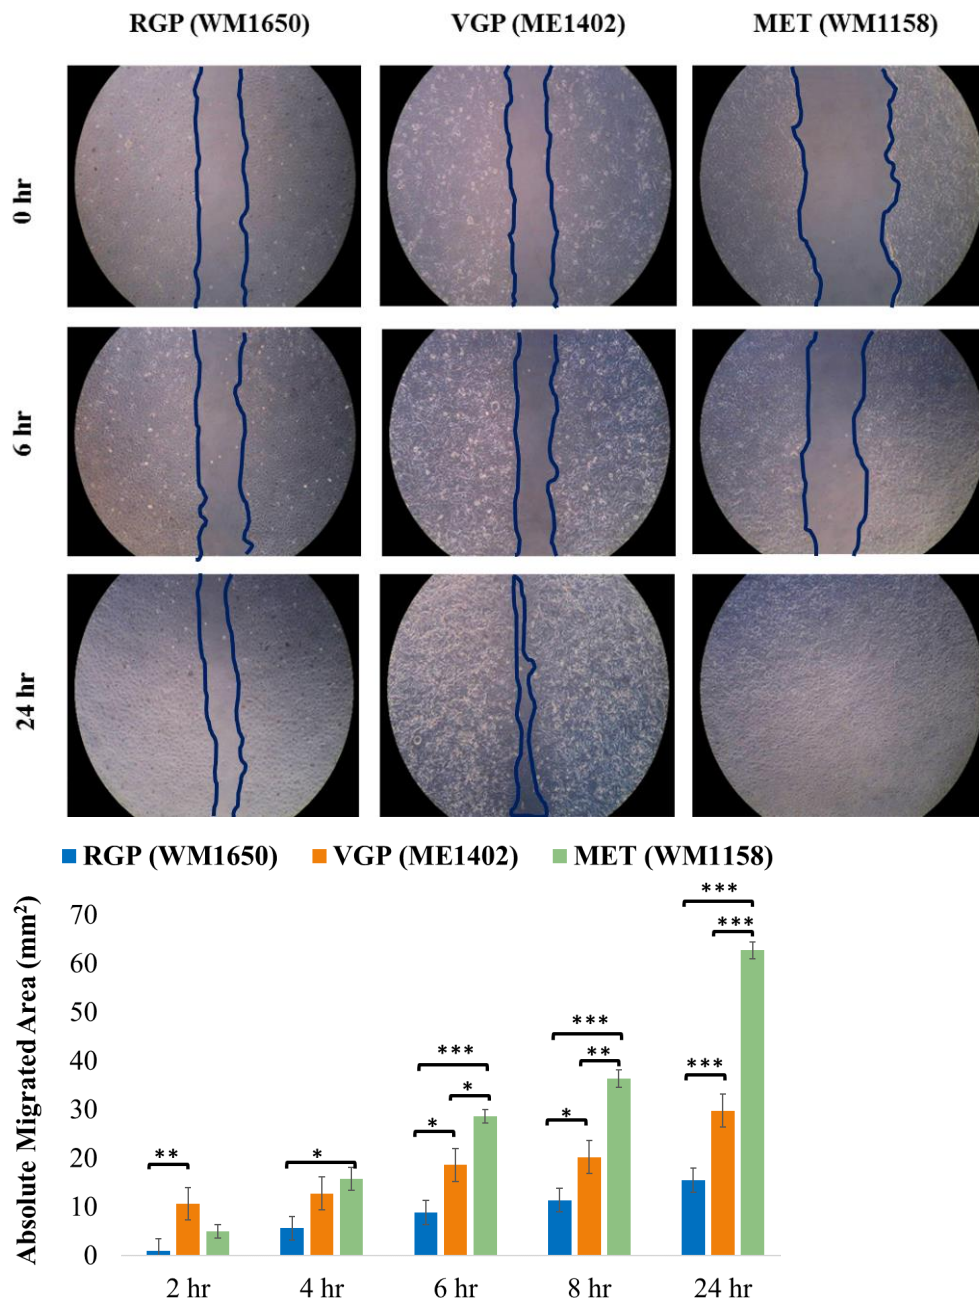 RGP (WM1650) VGP (ME1402) MET (WM1158)
0 hr
6 hr
24 hr
RGP (WM1650) VGP (ME1402) MET (WM1158)
Absolute Migrated Area (mm²)
70
60
50
40
30
20
10
0
** * * *** * * *** ** *** *** ***
2 hr 4 hr 6 hr 8 hr 24 hr